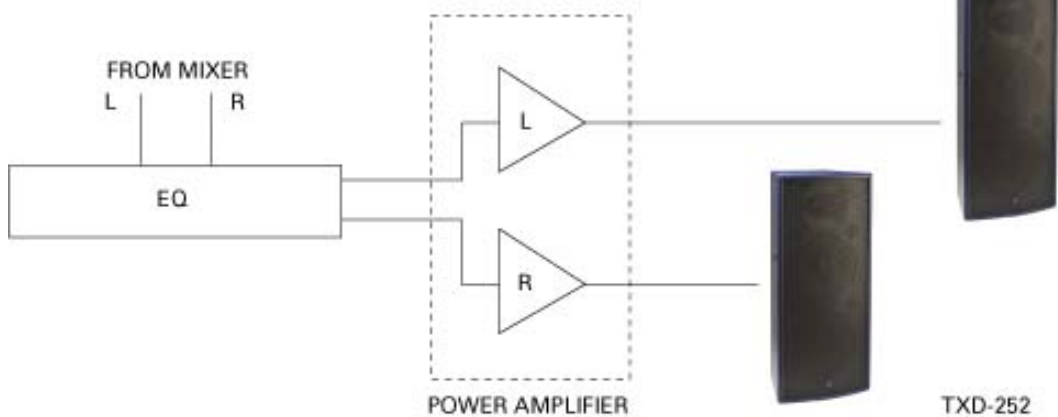 FROM MIXER
L R
EQ
L
R
POWER AMPLIFIER
TXD-252